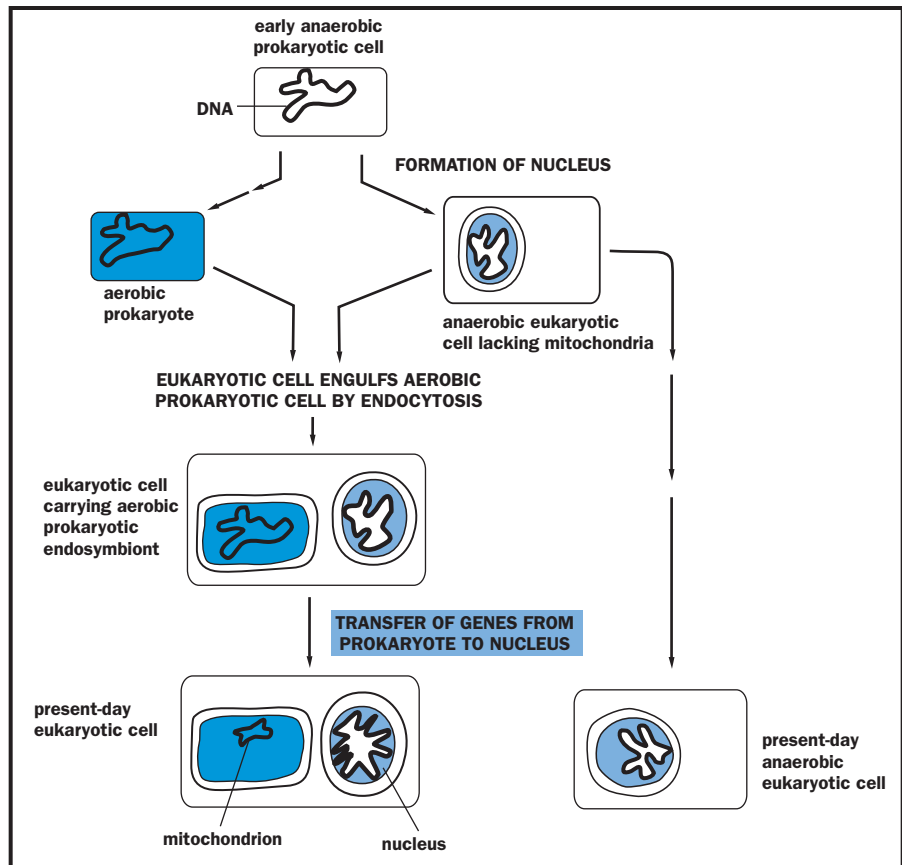 early anaerobic
prokaryotic cell
DNA
FORMATION OF NUCLEUS
aerobic
prokaryote
anaerobic eukaryotic
cell lacking mitochondria
EUKARYOTIC CELL ENGULFS AEROBIC
PROKARYOTIC CELL BY ENDOCYTOSIS
eukaryotic cell
carrying aerobic
prokaryotic
endosymbiont
TRANSFER OF GENES FROM
PROKARYOTE TO NUCLEUS
present-day
eukaryotic cell
present-day
anaerobic
eukaryotic cell
mitochondrion
nucleus